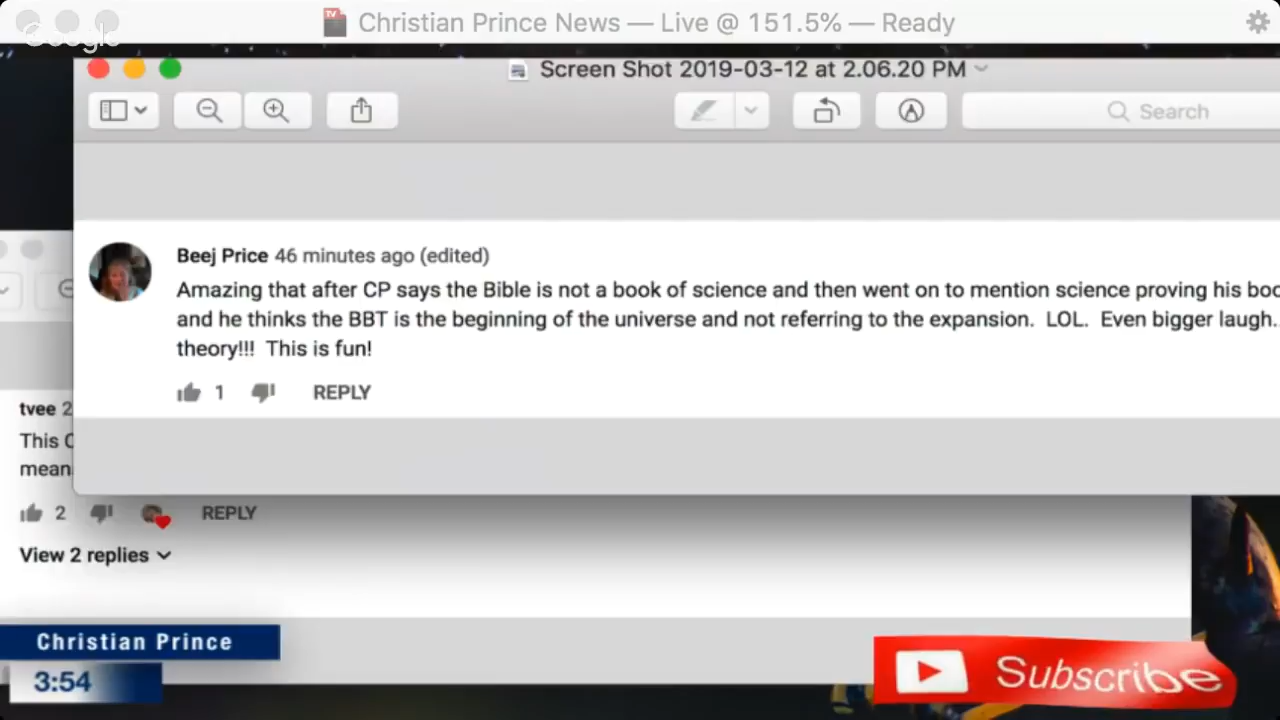 Google
Christian Prince News — Live @ 151.5% — Ready
Screen Shot 2019-03-12 at 2.06.20 PM
Search
Beej Price 46 minutes ago (edited)
Amazing that after CP says the Bible is not a book of science and then went on to mention science proving his boo
and he thinks the BBT is the beginning of the universe and not referring to the expansion. LOL. Even bigger laugh..
theory!!! This is fun!
1 REPLY
tvee 2
This C
mean
2 REPLY
View 2 replies
Christian Prince
3:54
Subscribe